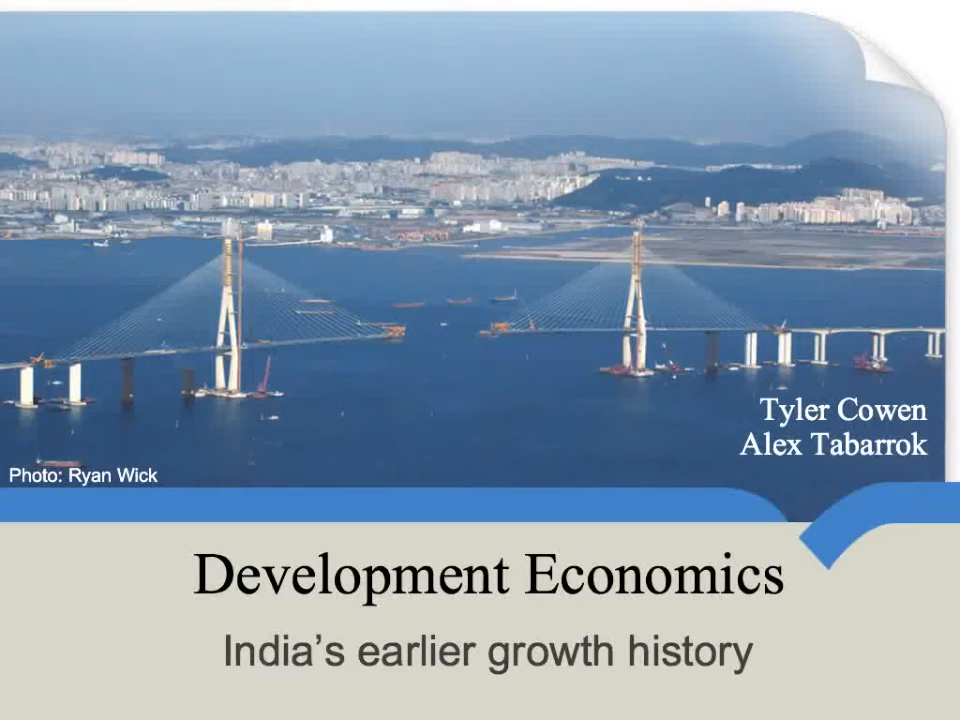 Tyler Cowen
Alex Tabarrok
Photo: Ryan Wick
Development Economics
India’s earlier growth history